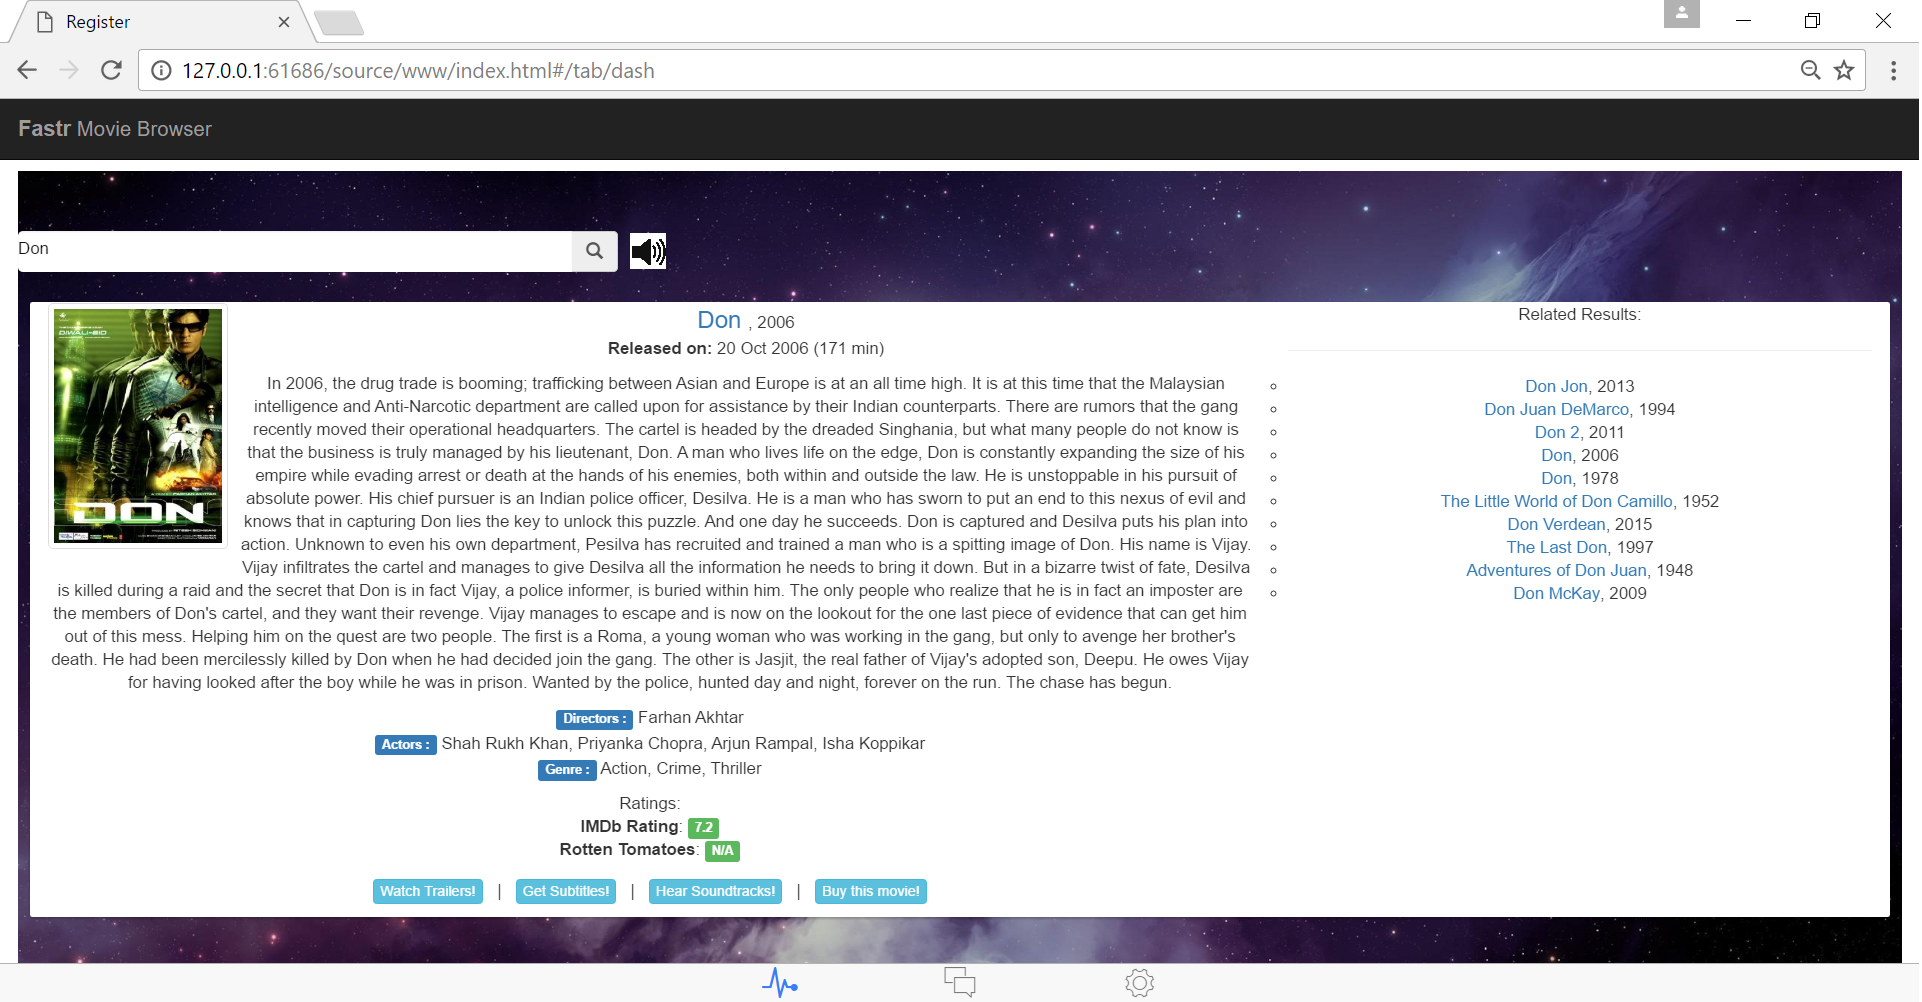 Register
127.0.0.1:61686/source/www/index.html#/tab/dash
Fastr Movie Browser
Don
DON
Don , 2006
Released on: 20 Oct 2006 (171 min)
In 2006, the drug trade is booming; trafficking between Asian and Europe is at an all time high. It is at this time that the Malaysian
intelligence and Anti-Narcotic department are called upon for assistance by their Indian counterparts. There are rumors that the gang
recently moved their operational headquarters. The cartel is headed by the dreaded Singhania, but what many people do not know is
that the business is truly managed by his lieutenant, Don. A man who lives life on the edge, Don is constantly expanding the size of his
empire while evading arrest or death at the hands of his enemies, both within and outside the law. He is unstoppable in his pursuit of
absolute power. His chief pursuer is an Indian police officer, Desilva. He is a man who has sworn to put an end to this nexus of evil and
knows that in capturing Don lies the key to unlock this puzzle. And one day he succeeds. Don is captured and Desilva puts his plan into
action. Unknown to even his own department, Pesilva has recruited and trained a man who is a spitting image of Don. His name is Vijay.
Vijay infiltrates the cartel and manages to give Desilva all the information he needs to bring it down. But in a bizarre twist of fate, Desilva
is killed during a raid and the secret that Don is in fact Vijay, a police informer, is buried within him. The only people who realize that he is in fact an imposter are
the members of Don's cartel, and they want their revenge. Vijay manages to escape and is now on the lookout for the one last piece of evidence that can get him
out of this mess. Helping him on the quest are two people. The first is a Roma, a young woman who was working in the gang, but only to avenge her brother's
death. He had been mercilessly killed by Don when he had decided join the gang. The other is Jasjit, the real father of Vijay's adopted son, Deepu. He owes Vijay
for having looked after the boy while he was in prison. Wanted by the police, hunted day and night, forever on the run. The chase has begun.
Directors : Farhan Akhtar
Actors : Shah Rukh Khan, Priyanka Chopra, Arjun Rampal, Isha Koppikar
Genre : Action, Crime, Thriller
Ratings:
IMDb Rating: 7.2
Rotten Tomatoes: N/A
Watch Trailers! | Get Subtitles! | Hear Soundtracks! | Buy this movie!
Related Results:
Don Jon, 2013
Don Juan DeMarco, 1994
Don 2, 2011
Don, 2006
Don, 1978
The Little World of Don Camillo, 1952
Don Verdean, 2015
The Last Don, 1997
Adventures of Don Juan, 1948
Don McKay, 2009